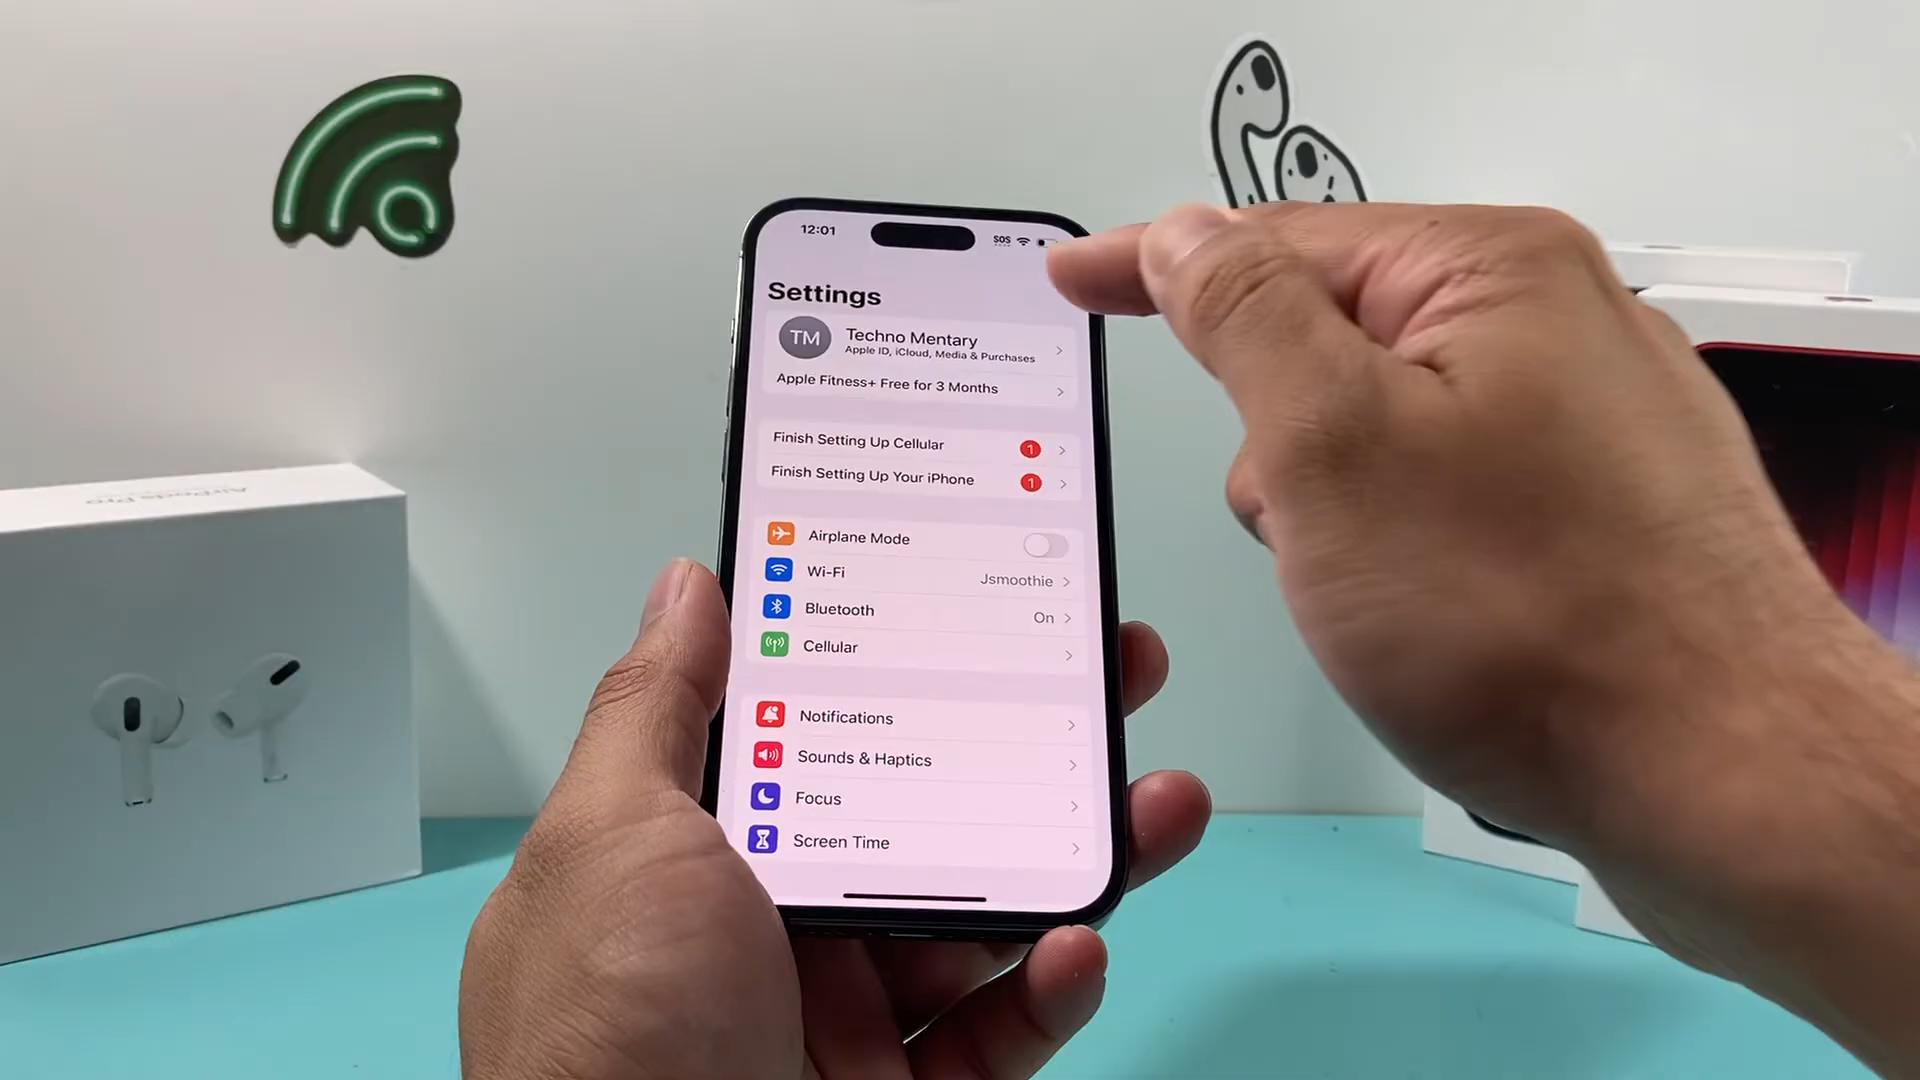 12:01
SOS
Settings
TM
Techno Mentary
Apple ID, iCloud, Media & Purchases
Apple Fitness+ Free for 3 Months
Finish Setting Up Cellular
1
Finish Setting Up Your iPhone
1
Airplane Mode
Wi-Fi
Jsmoothie
Bluetooth
On
Cellular
Notifications
Sounds & Haptics
Focus
Screen Time
AirPods Pro